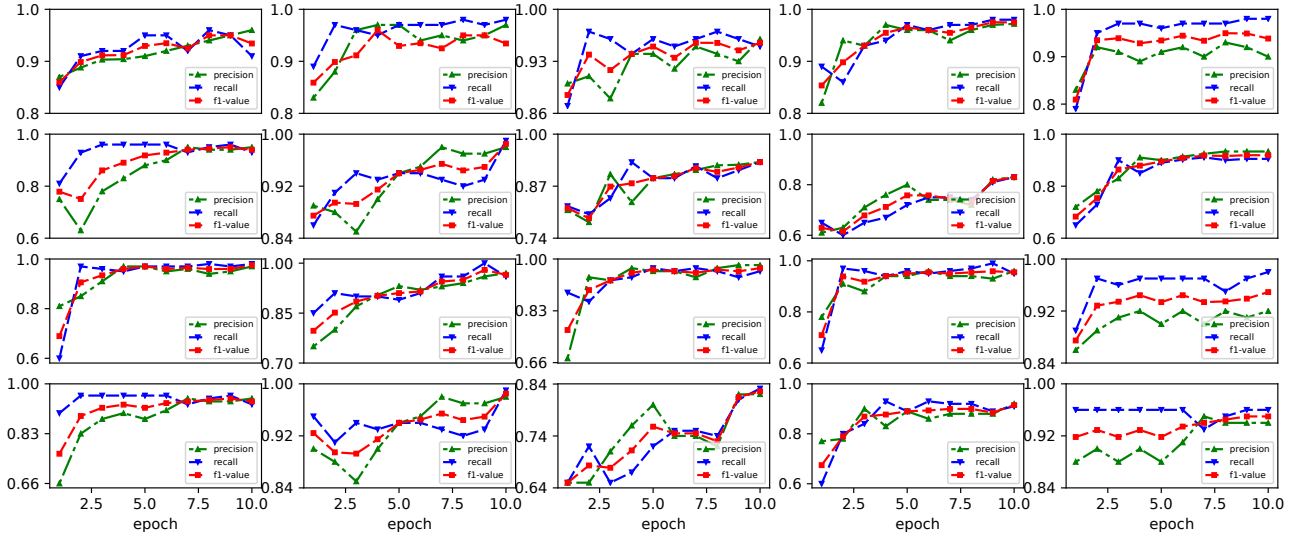 1.0 1.0 1.00 1.0 1.0
0.9 0.9 0.93 0.9 0.9
0.8 0.8 0.86 0.8 0.8
precision precision precision precision precision
recall recall recall recall recall
f1-value f1-value f1-value f1-value f1-value
1.0 1.00 1.00 1.0 1.0
0.8 0.92 0.87 0.8 0.8
0.6 0.84 0.74 0.6 0.6
precision precision precision precision precision
recall recall recall recall recall
f1-value f1-value f1-value f1-value f1-value
1.0 1.00 1.00 1.0 1.00
0.8 0.85 0.83 0.8 0.92
0.6 0.70 0.66 0.6 0.84
precision precision precision precision precision
recall recall recall recall recall
f1-value f1-value f1-value f1-value f1-value
1.00 1.00 0.84 1.0 1.00
0.83 0.92 0.74 0.8 0.92
0.66 0.84 0.64 0.6 0.84
precision precision precision precision precision
recall recall recall recall recall
f1-value f1-value f1-value f1-value f1-value
2.5 5.0 7.5 10.0 2.5 5.0 7.5 10.0 2.5 5.0 7.5 10.0 2.5 5.0 7.5 10.0 2.5 5.0 7.5 10.0
epoch epoch epoch epoch epoch